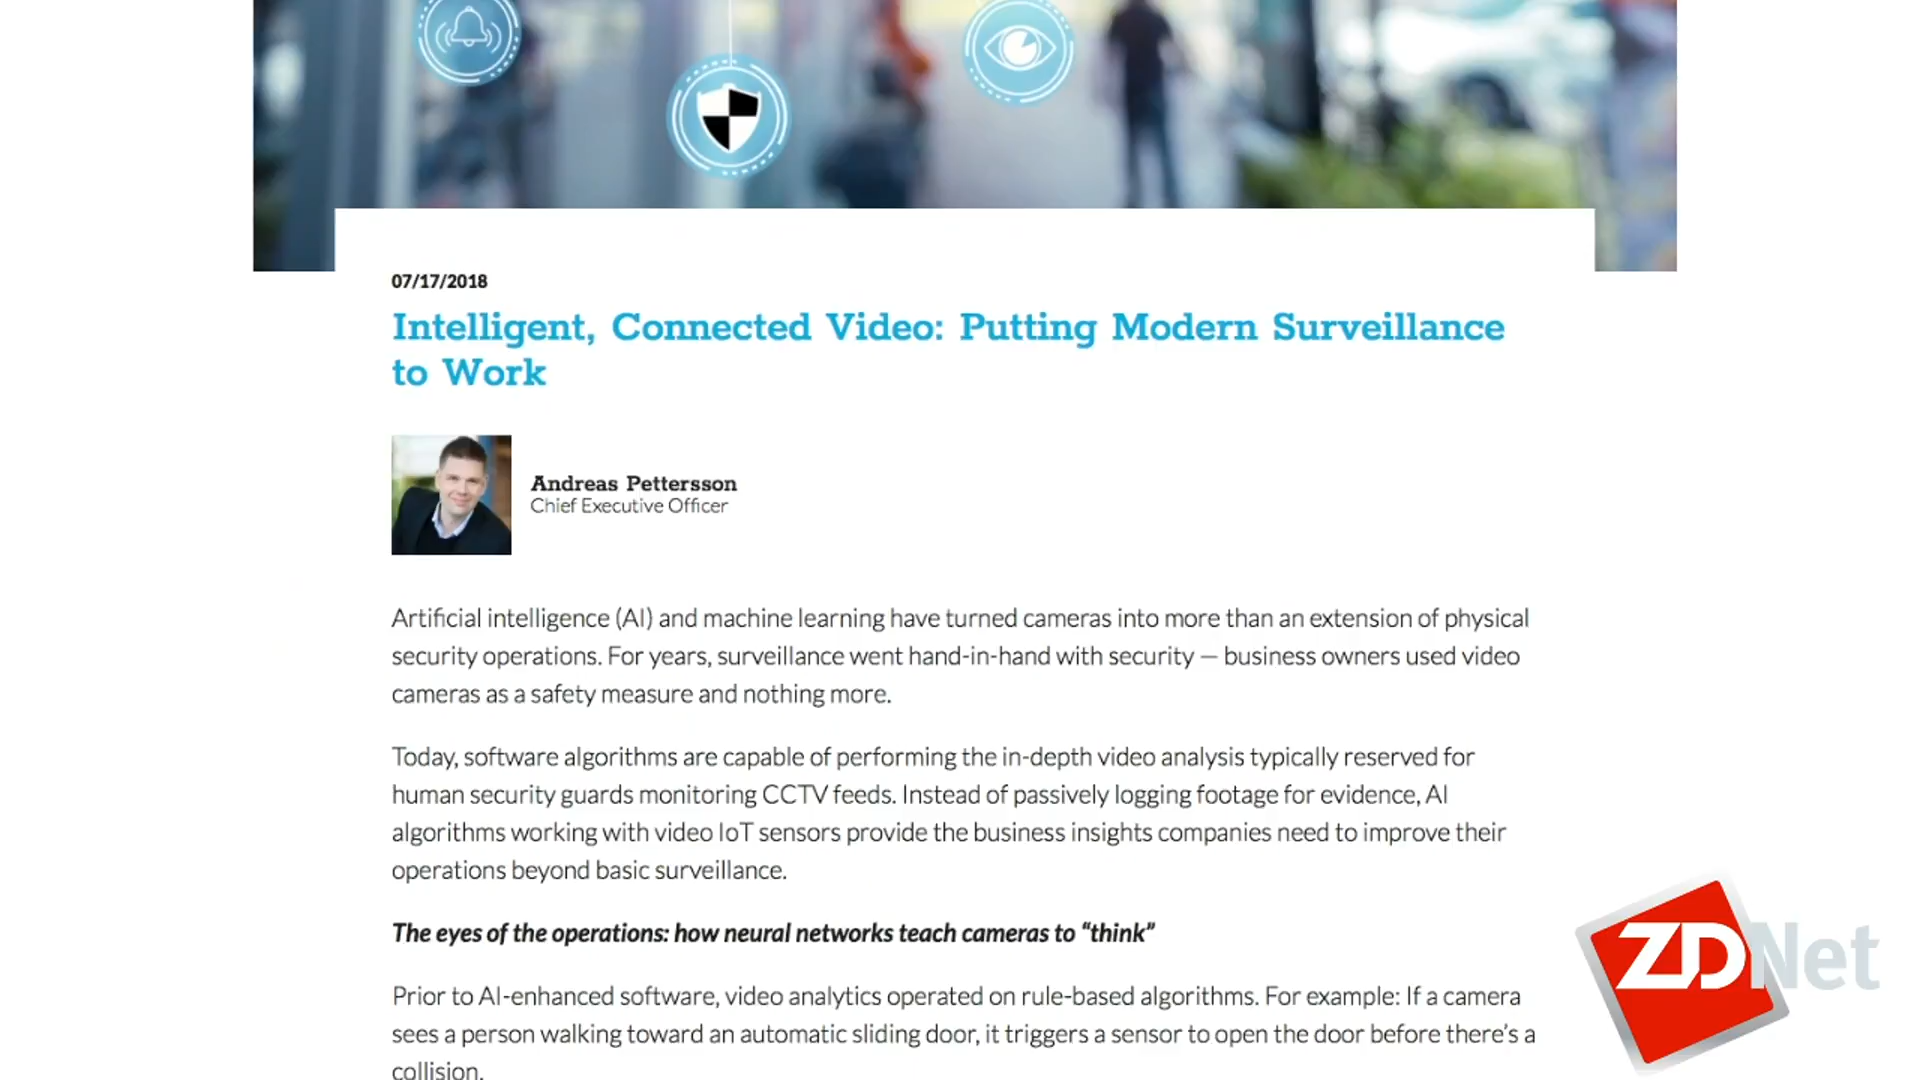 07/17/2018
Intelligent, Connected Video: Putting Modern Surveillance
to Work
Andreas Pettersson
Chief Executive Officer
Artificial intelligence (AI) and machine learning have turned cameras into more than an extension of physical
security operations. For years, surveillance went hand-in-hand with security — business owners used video
cameras as a safety measure and nothing more.
Today, software algorithms are capable of performing the in-depth video analysis typically reserved for
human security guards monitoring CCTV feeds. Instead of passively logging footage for evidence, AI
algorithms working with video IoT sensors provide the business insights companies need to improve their
operations beyond basic surveillance.
The eyes of the operations: how neural networks teach cameras to “think”
Prior to AI-enhanced software, video analytics operated on rule-based algorithms. For example: If a camera
sees a person walking toward an automatic sliding door, it triggers a sensor to open the door before there’s a
collision.
ZDNet